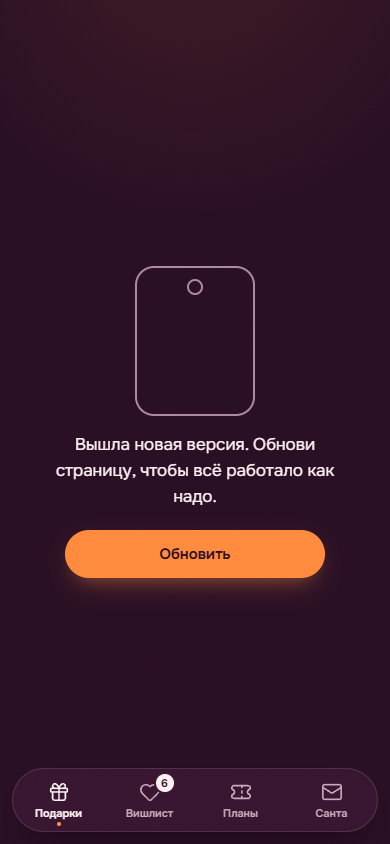 Вышла новая версия. Обнови
страницу, чтобы всё работало как
надо.
Обновить
6
Подарки
Вишлист
Планы
Санта